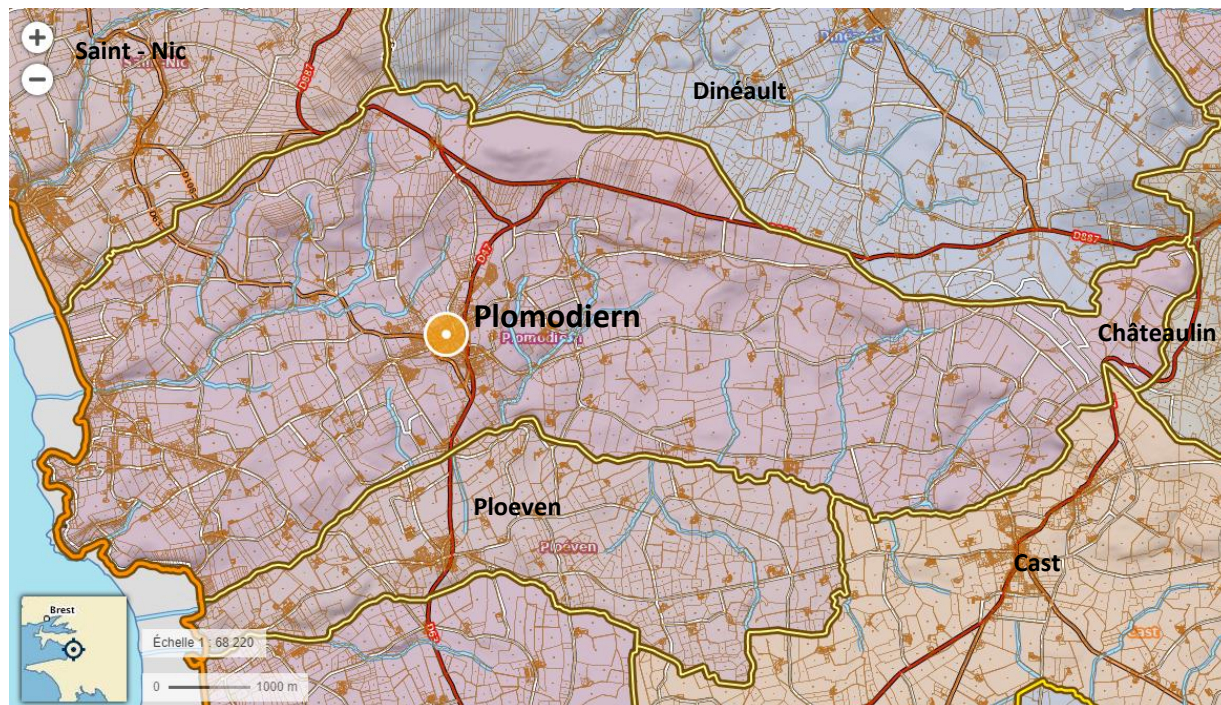 +
−
Saint - Nic
Saint-Nic
D887
Dinéault
Dinéault
D887
D47
Plomodiern
Plomodiern
Châteaulin
Ploeven
Ploéven
Cast
Cast
Brest
Échelle 1 : 68 220
0 1000 m
D63